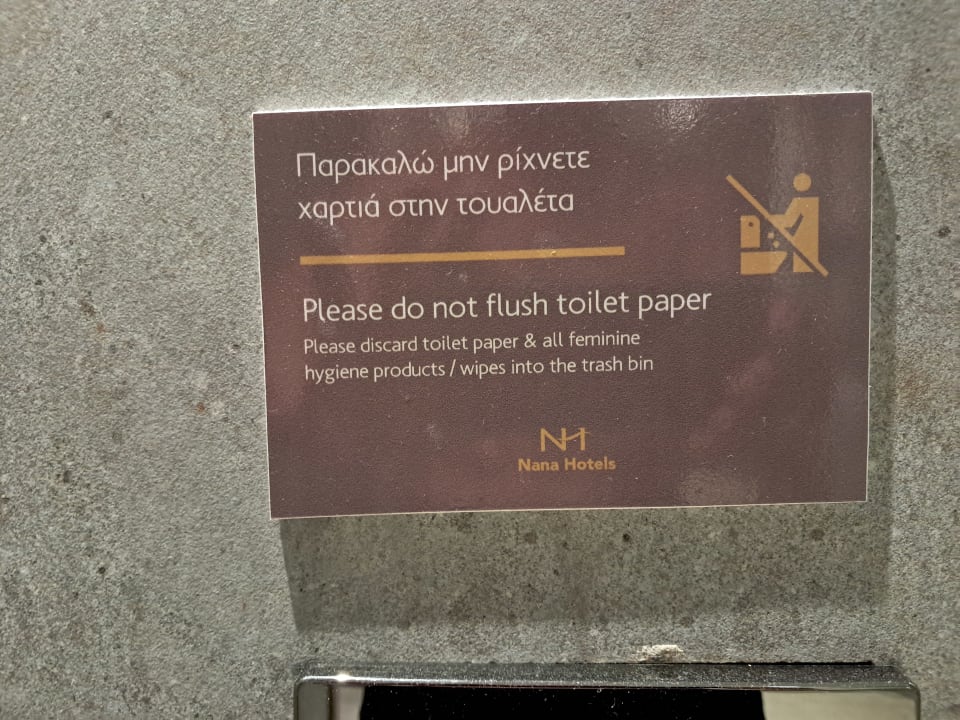 Παρακαλώ μην ρίχνετε
χαρτιά στην τουαλέτα
Please do not flush toilet paper
Please discard toilet paper & all feminine
hygiene products / wipes into the trash bin
NH
Nana Hotels